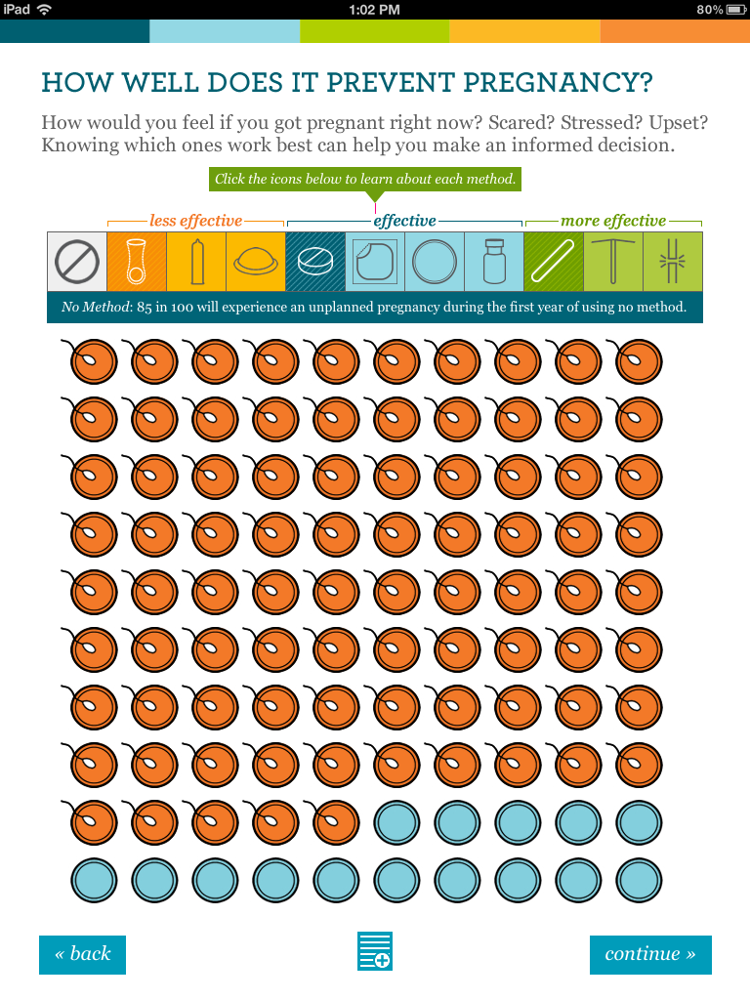 iPad
1:02 PM
80%
HOW WELL DOES IT PREVENT PREGNANCY?
How would you feel if you got pregnant right now? Scared? Stressed? Upset?
Knowing which ones work best can help you make an informed decision.
Click the icons below to learn about each method.
less effective
effective
more effective
No Method: 85 in 100 will experience an unplanned pregnancy during the first year of using no method.
« back
continue »